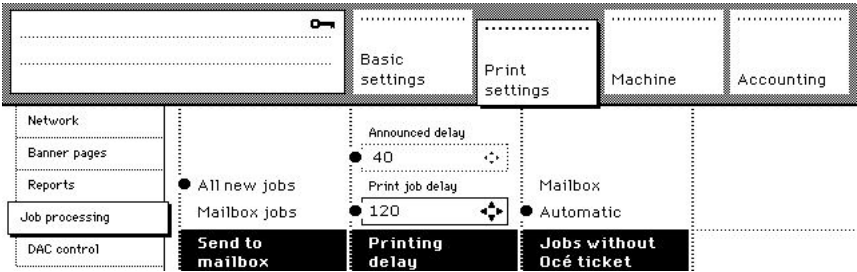 Basic
settings
Print
settings
Machine
Accounting
Network
Banner pages
Reports
Job processing
DAC control
All new jobs
Mailbox jobs
Send to
mailbox
Announced delay
40
Print job delay
120
Printing
delay
Mailbox
Automatic
Jobs without
Océ ticket